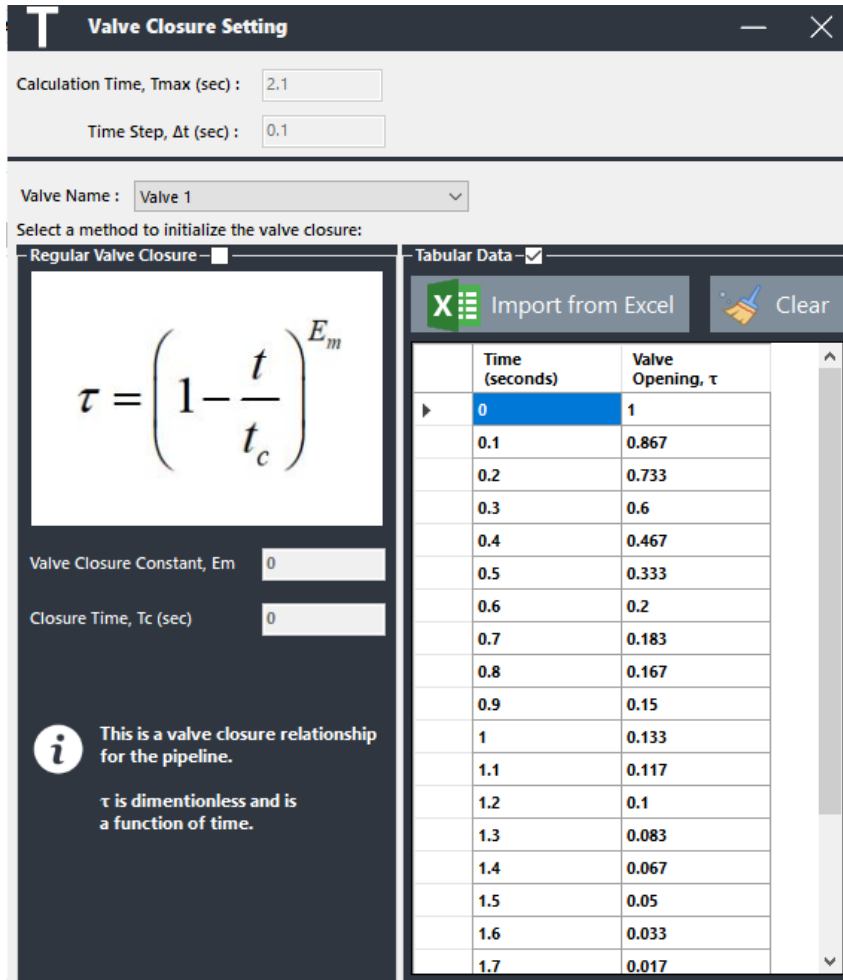 T Valve Closure Setting
Calculation Time, Tmax (sec) : 2.1
Time Step, Δt (sec) : 0.1
Valve Name : Valve 1
Select a method to initialize the valve closure:
Regular Valve Closure
τ = (1 - t / t_c)^E_m
Valve Closure Constant, Em 0
Closure Time, Tc (sec) 0
This is a valve closure relationship
for the pipeline.
τ is dimentionless and is
a function of time.
Tabular Data
Import from Excel Clear
Time Valve
(seconds) Opening, τ
0 1
0.1 0.867
0.2 0.733
0.3 0.6
0.4 0.467
0.5 0.333
0.6 0.2
0.7 0.183
0.8 0.167
0.9 0.15
1 0.133
1.1 0.117
1.2 0.1
1.3 0.083
1.4 0.067
1.5 0.05
1.6 0.033
1.7 0.017